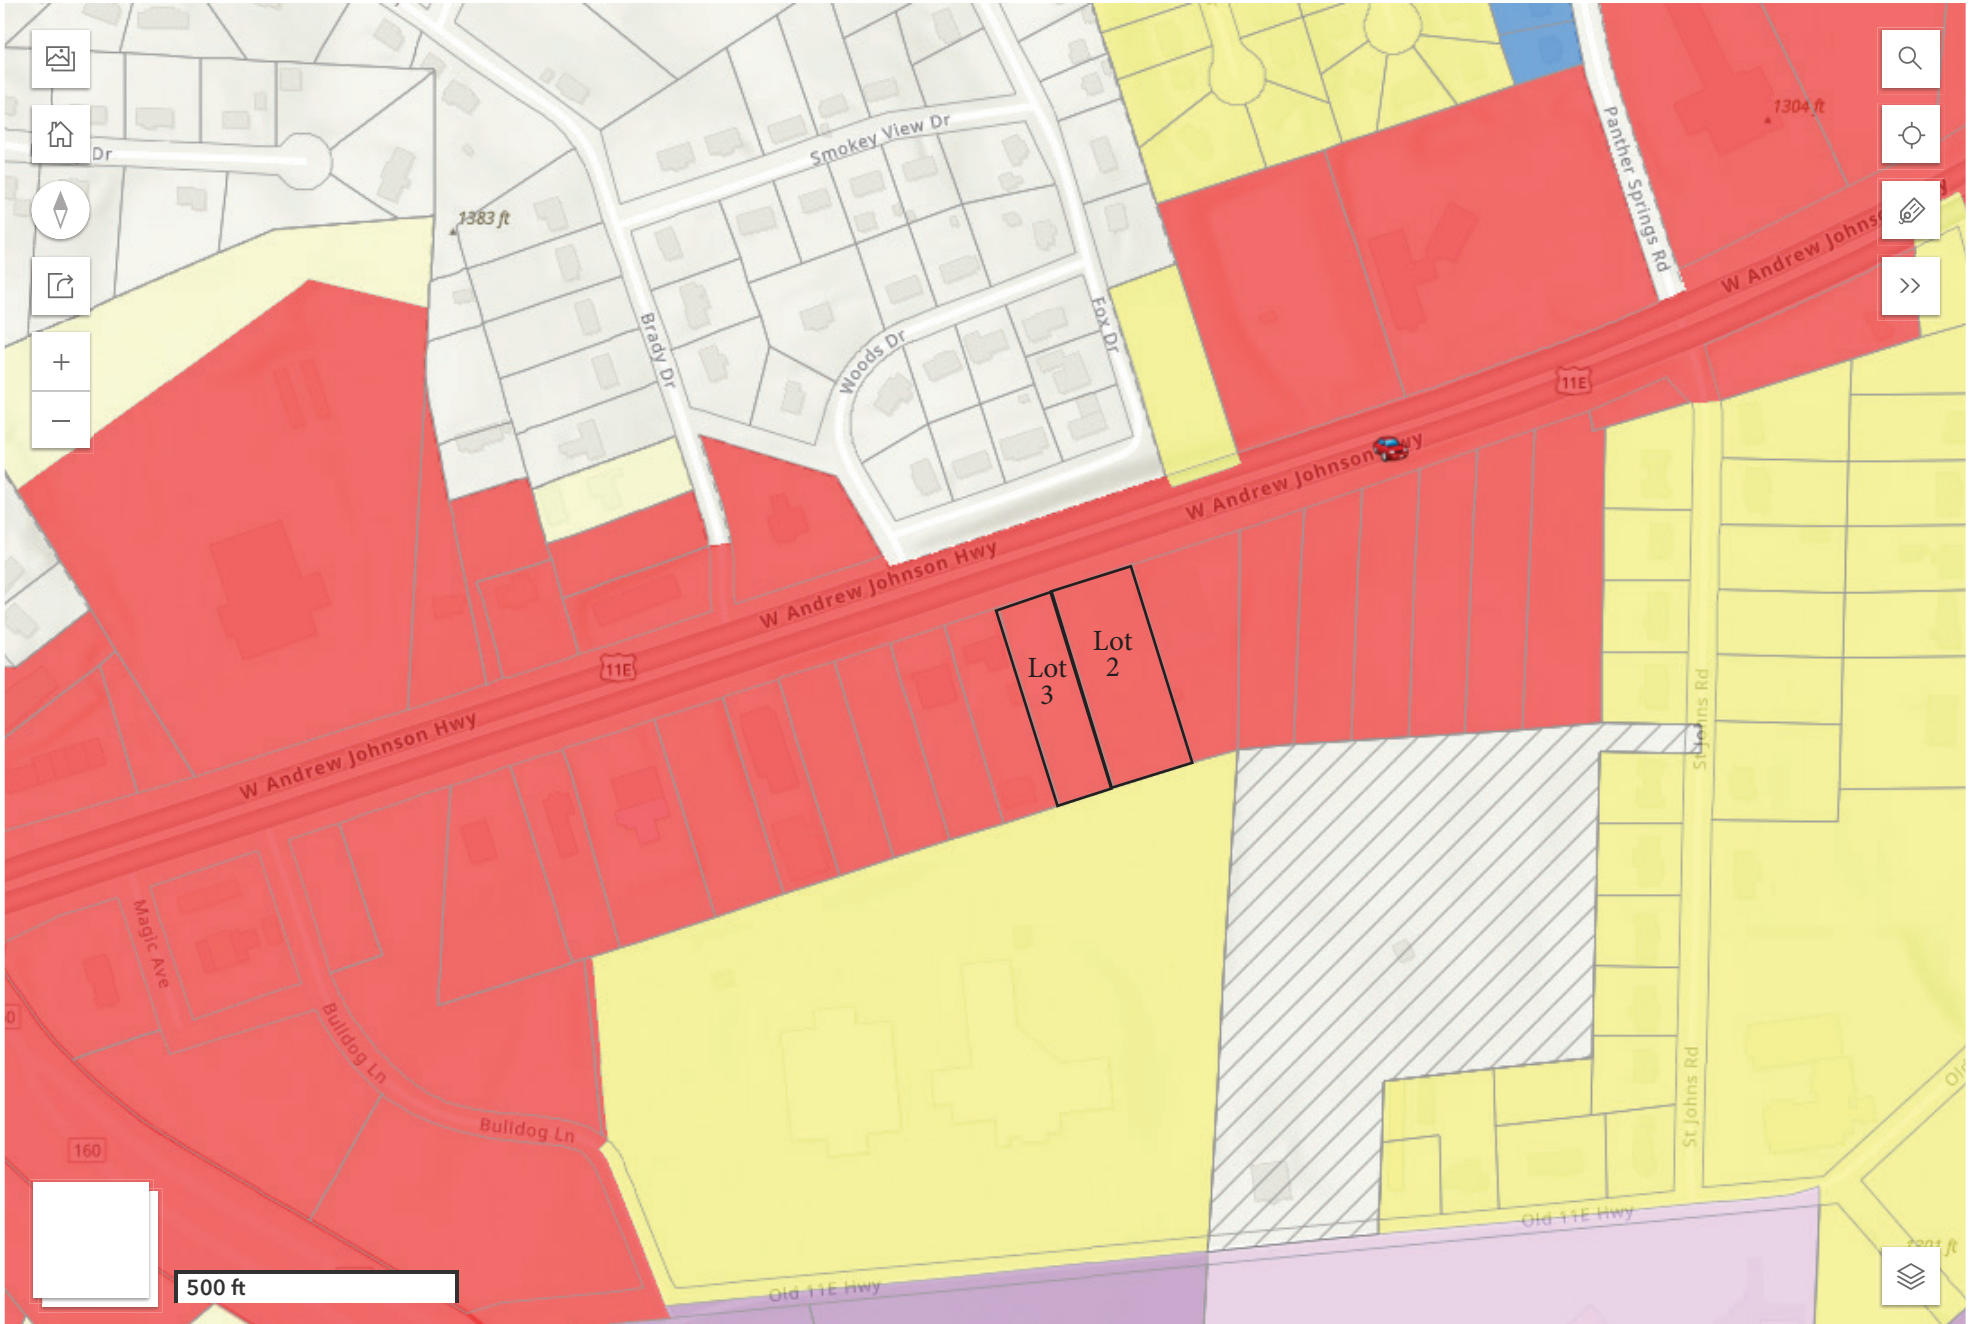 1304 ft
Dr
Smokey View Dr
Panther Springs Rd
1383 ft
W Andrew Johns
Brady Dr
Fox Dr
Woods Dr
11E
W Andrew Johnson
wy
W Andrew Johnson Hwy
Lot
2
Lot
3
11E
W Andrew Johnson Hwy
St Johns Rd
Magic Ave
Bulldog Ln
Bulldog Ln
160
St Johns Rd
Old 11E Hwy
Old 11E Hwy
500 ft